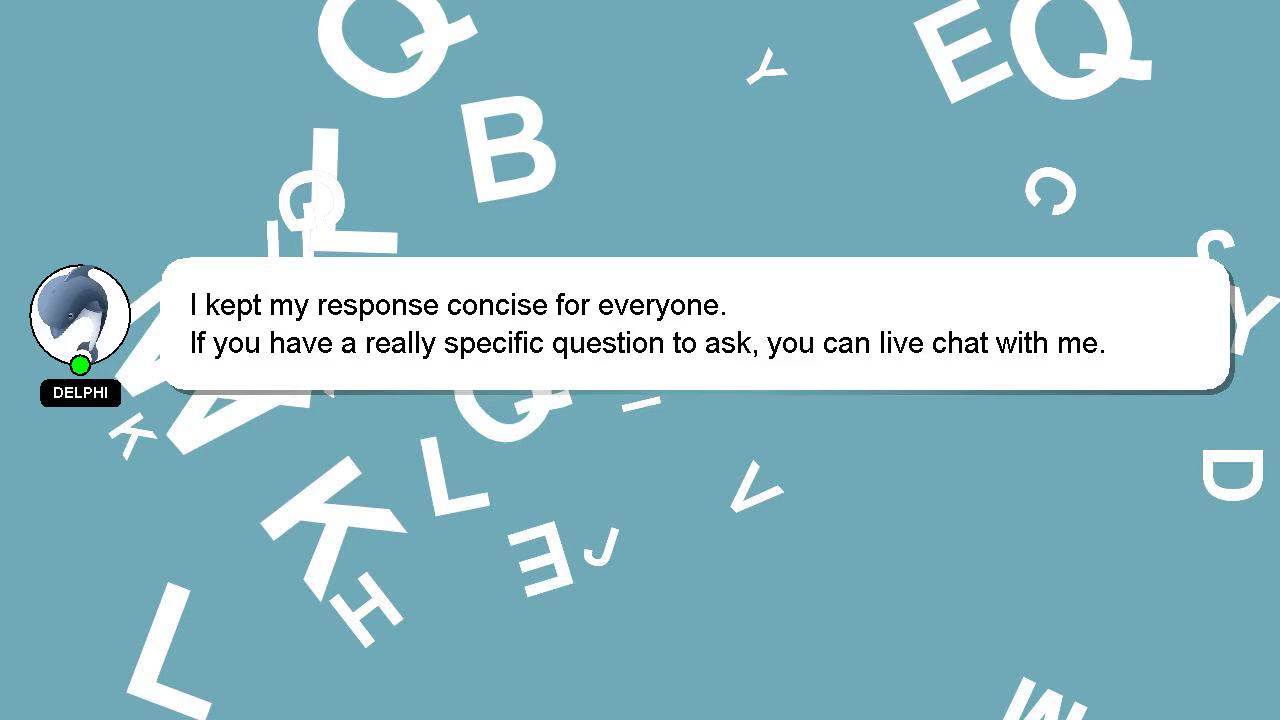 Q
E
Q
B
Y
L
Q
C
S
I kept my response concise for everyone.
If you have a really specific question to ask, you can live chat with me.
Y
DELPHI
K
Q
I
L
K
V
D
E
J
H
L
M